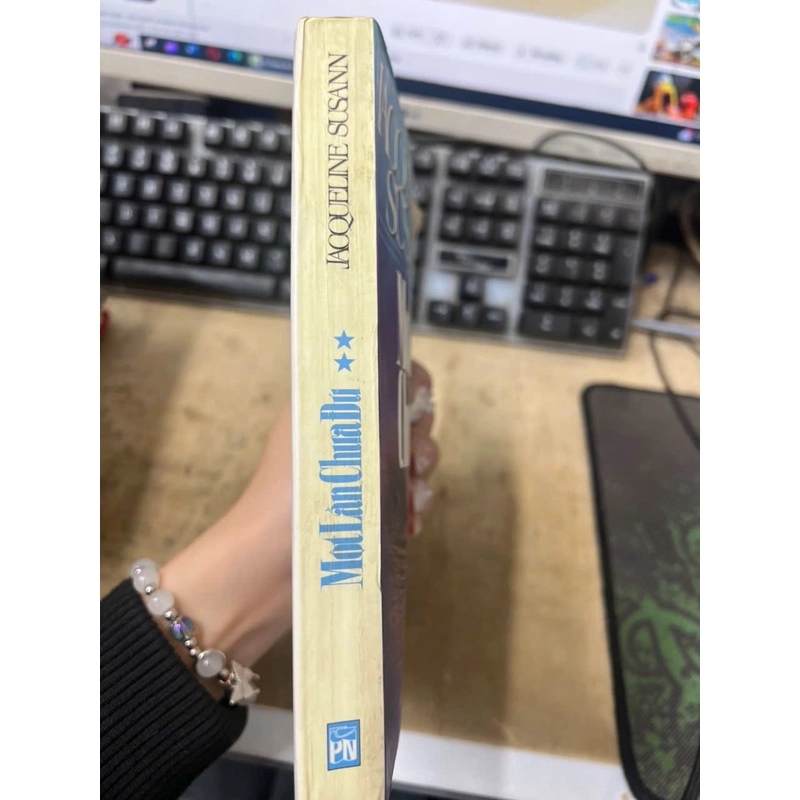 JACQUELINE SUSANN
Một Lần Chưa Đủ
PN